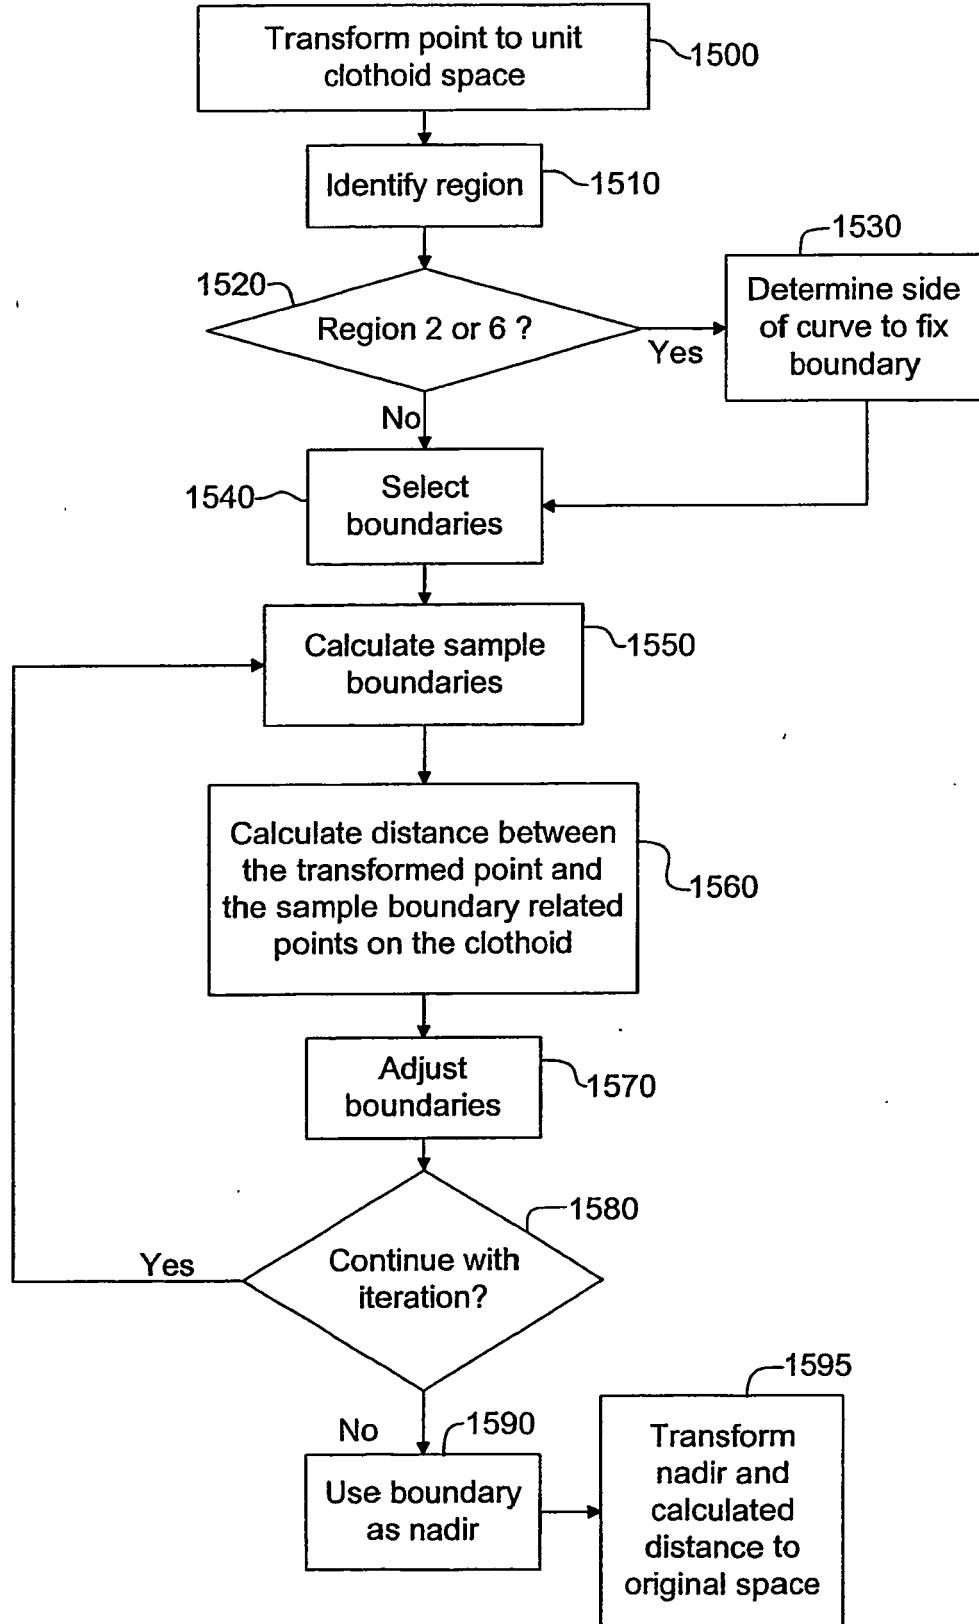 Transform point to unit
clothoid space
1500
Identify region
1510
1530
1520
Region 2 or 6 ?
Determine side
of curve to fix
boundary
Yes
No
1540
Select
boundaries
Calculate sample
boundaries
1550
Calculate distance between
the transformed point and
the sample boundary related
points on the clothoid
1560
Adjust
boundaries
1570
1580
Continue with
iteration?
Yes
No
1590
1595
Use boundary
as nadir
Transform
nadir and
calculated
distance to
original space